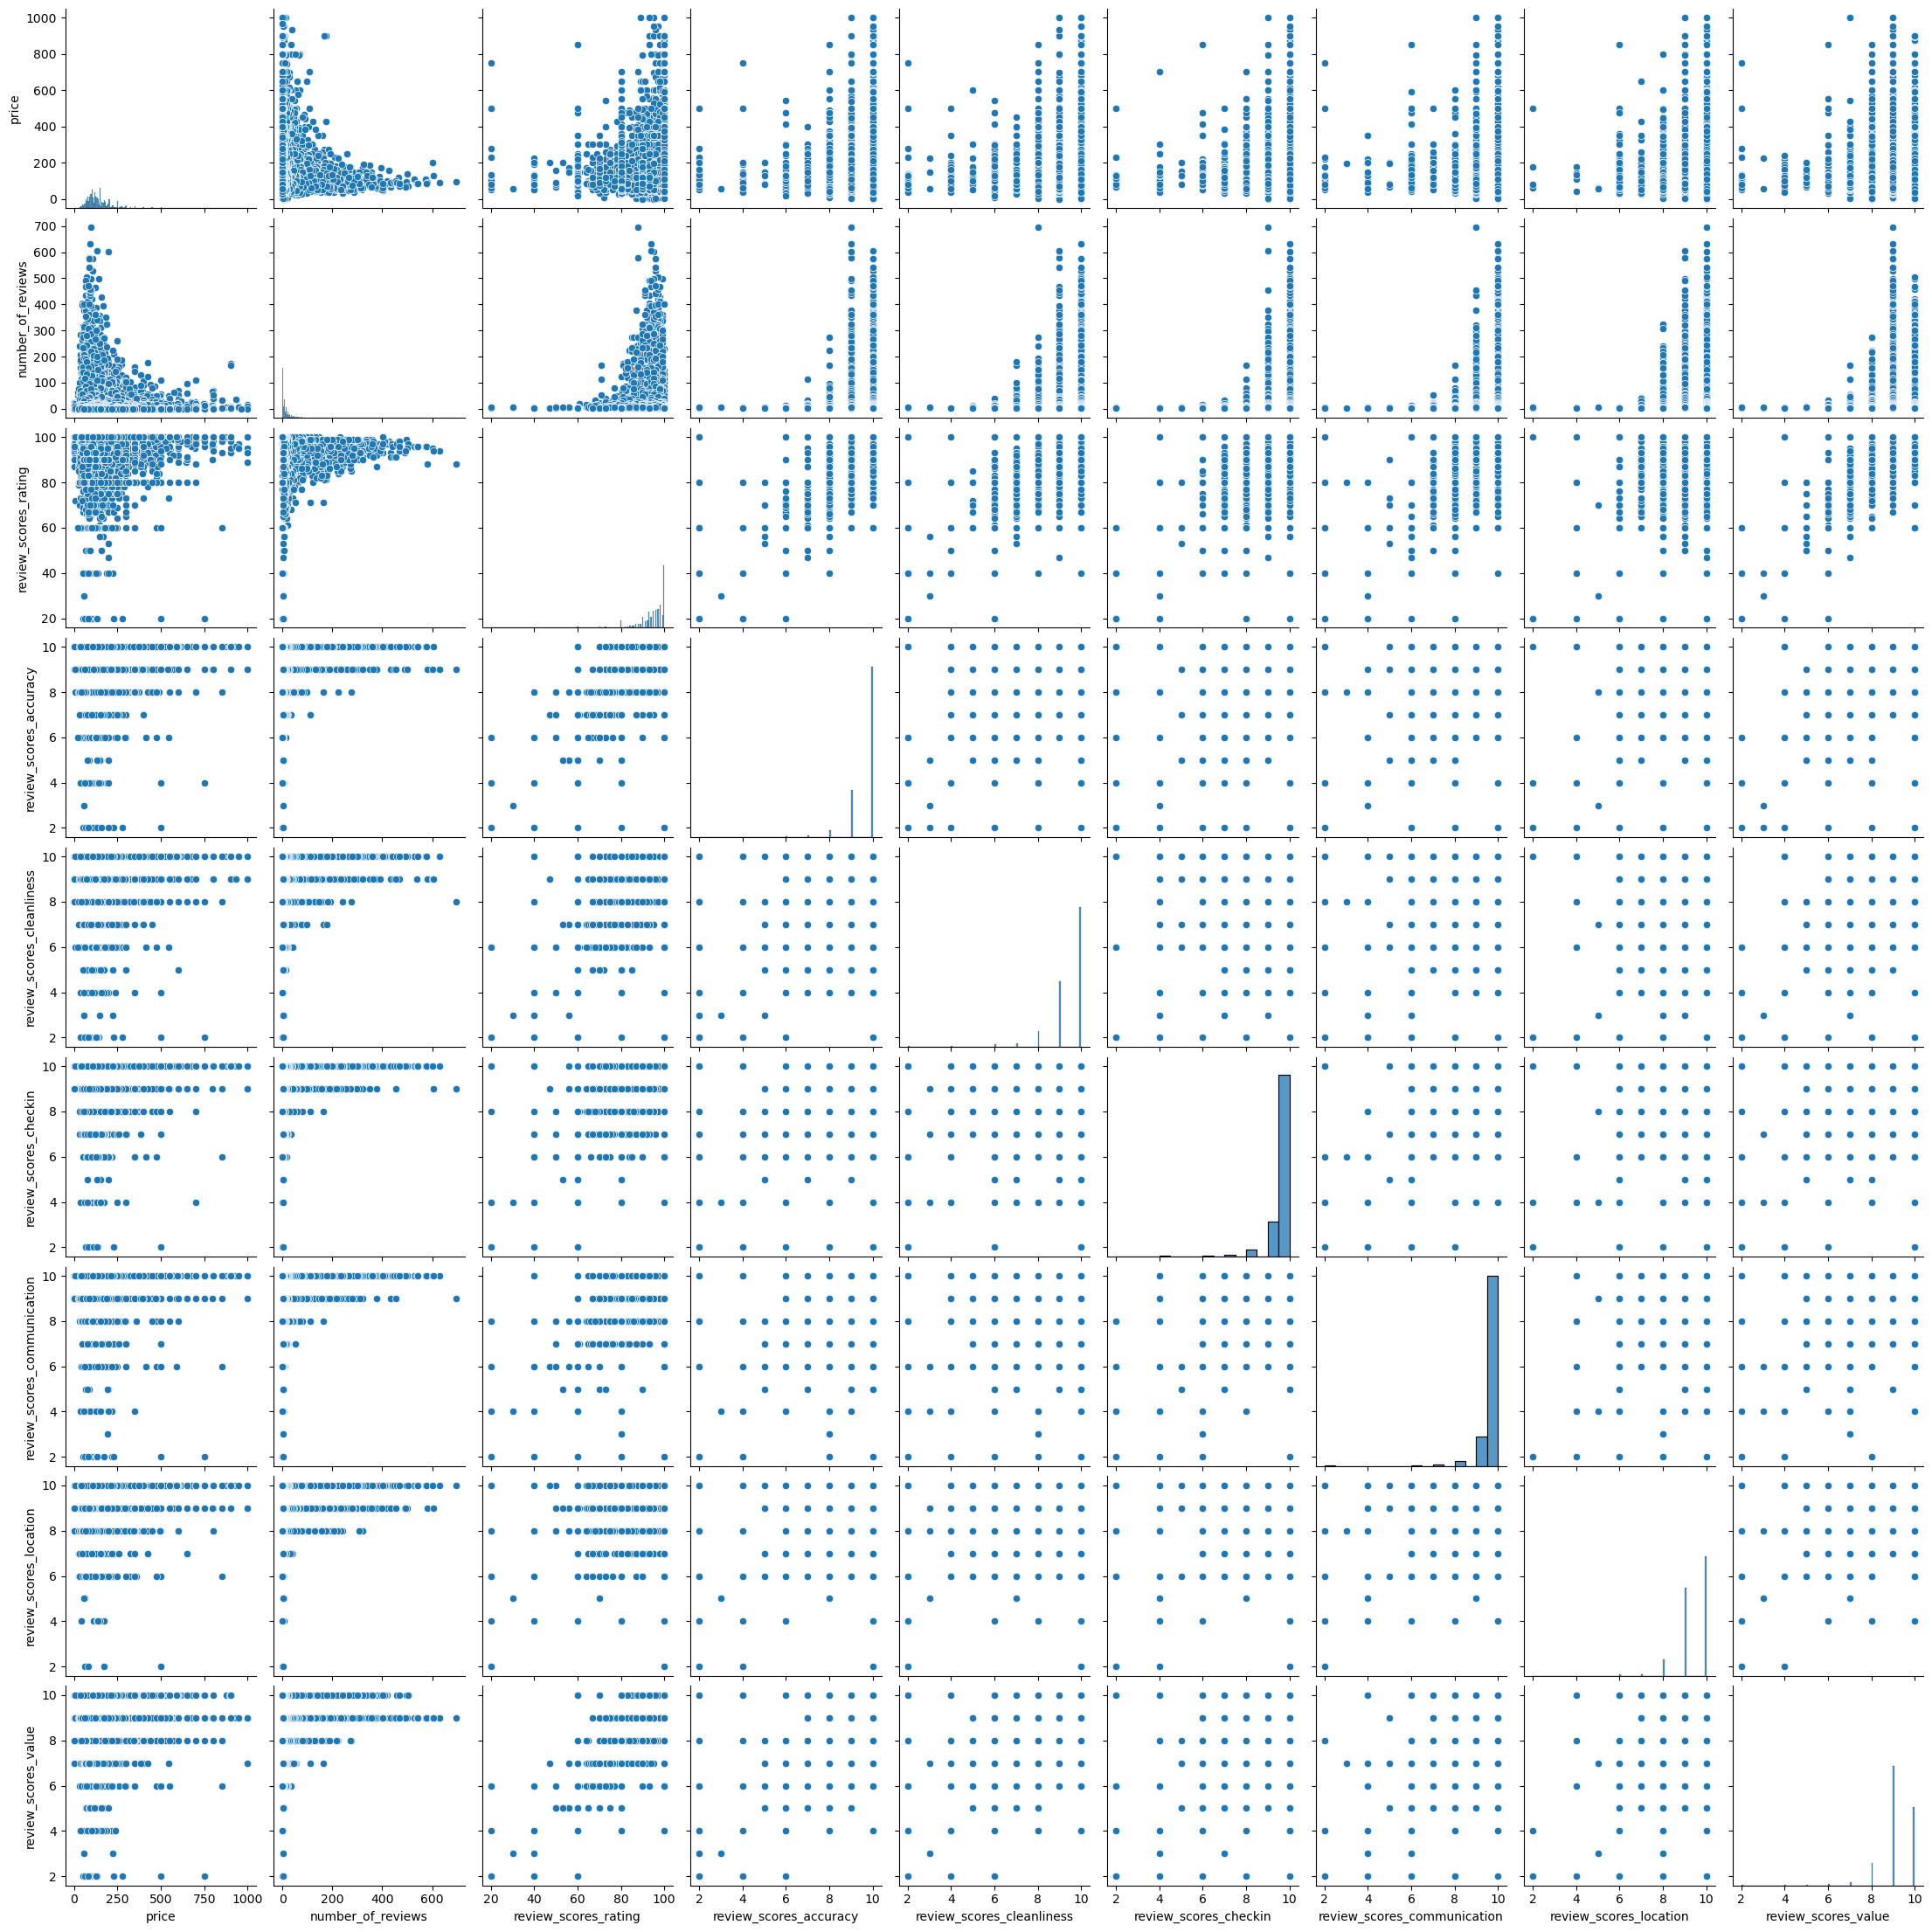 1000
800
600
400
200
0
price
700
600
500
400
300
200
100
0
number_of_reviews
100
80
60
40
20
review_scores_rating
10
8
6
4
2
review_scores_accuracy
10
8
6
4
2
review_scores_cleanliness
10
8
6
4
2
review_scores_checkin
10
8
6
4
2
review_scores_communication
10
8
6
4
2
review_scores_location
10
8
6
4
2
review_scores_value
0 250 500 750 1000
price
0 200 400 600
number_of_reviews
20 40 60 80 100
review_scores_rating
2 4 6 8 10
review_scores_accuracy
2 4 6 8 10
review_scores_cleanliness
2 4 6 8 10
review_scores_checkin
2 4 6 8 10
review_scores_communication
2 4 6 8 10
review_scores_location
2 4 6 8 10
review_scores_value